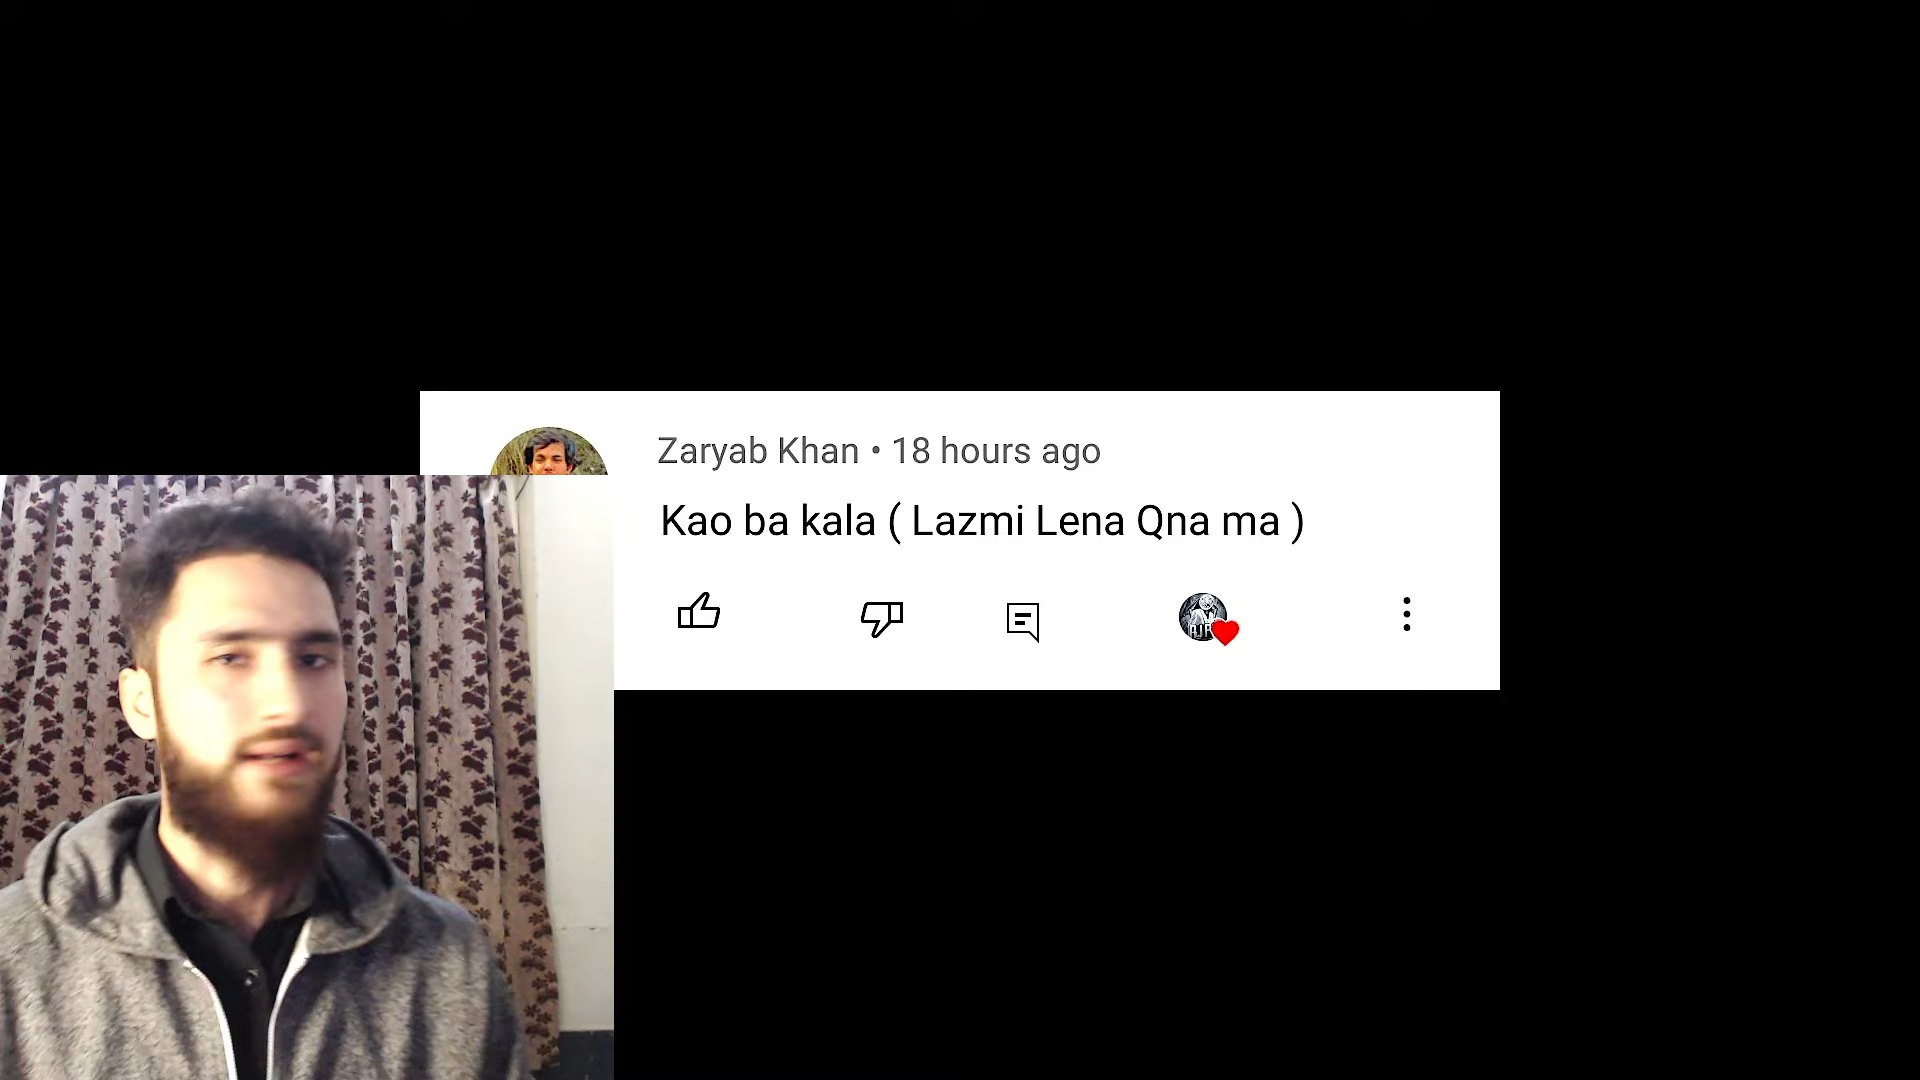 Zaryab Khan • 18 hours ago
Kao ba kala ( Lazmi Lena Qna ma )